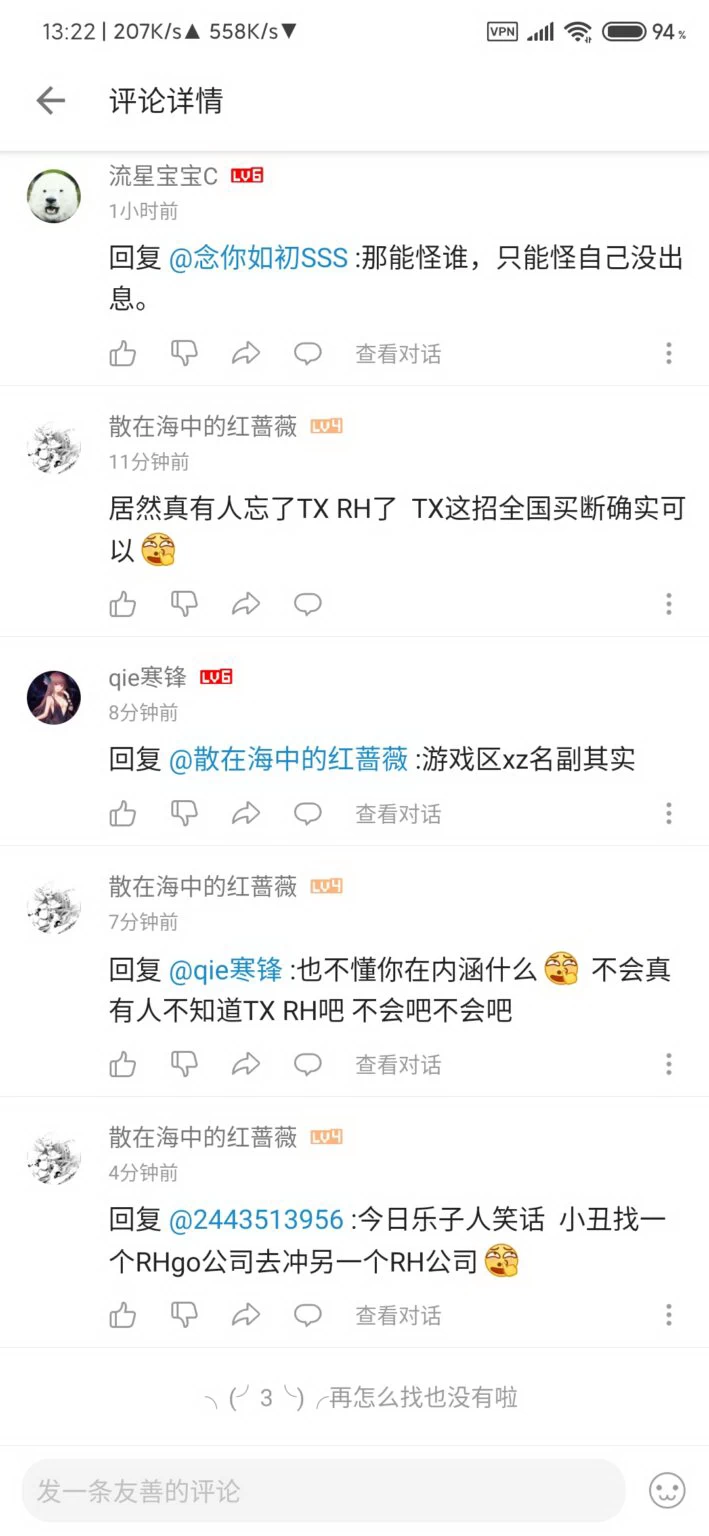 13:22 | 207K/s▲ 558K/s▼ VPN 94%
评论详情
流星宝宝C LV6
1小时前
回复 @念你如初SSS :那能怪谁，只能怪自己没出
息。
查看对话
散在海中的红蔷薇 LV4
11分钟前
居然真有人忘了TX RH了 TX这招全国买断确实可
以
qie寒锋 LV6
8分钟前
回复 @散在海中的红蔷薇 :游戏区xz名副其实
查看对话
散在海中的红蔷薇 LV4
7分钟前
回复 @qie寒锋 :也不懂你在内涵什么 不会真
有人不知道TX RH吧 不会吧不会吧
查看对话
散在海中的红蔷薇 LV4
4分钟前
回复 @2443513956 :今日乐子人笑话 小丑找一
个RHgo公司去冲另一个RH公司
查看对话
╮(╯3╰)╭再怎么找也没有啦
发一条友善的评论